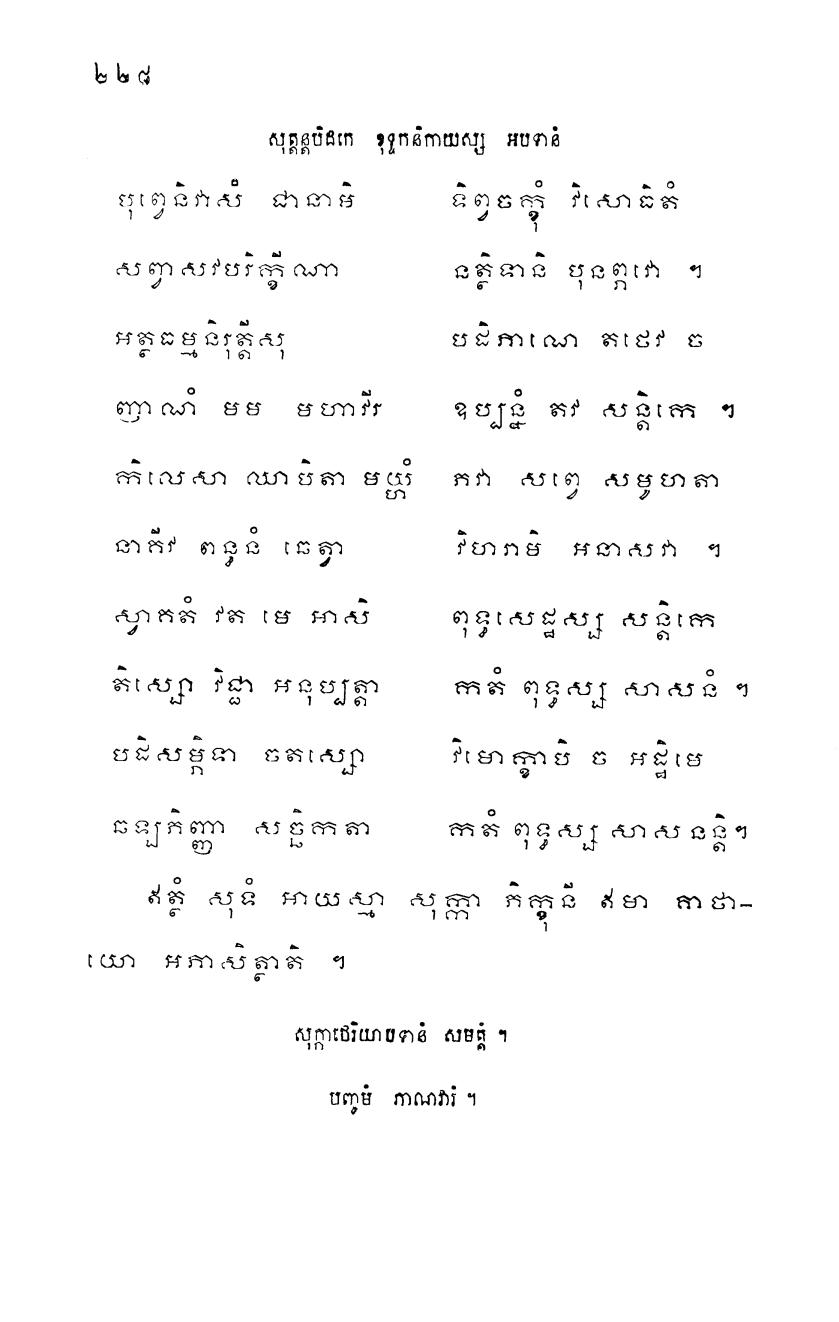 ២២៨
សុត្តន្តបិដកេ ខុទ្ទកនិកាយស្ស អបទានំ
បុព្វេនិវាសំ ជានាមិ ទិព្វចក្ខុំ វិសោធិតំ
សព្វាសវបរិក្ខីណា នត្ថិទានិ បុនព្ភវោ ។
អត្ថធម្មនិរុត្តីសុ បដិភាណេ តថេវ ច
ញាណំ មម មហាវីរ ឧប្បន្នំ តវ សន្តិកេ ។
កិលេសា ឈាបិតា មយ្ហំ ភវា សព្វេ សមូហតា
នាគីវ ពន្ធនំ ឆេត្វា វិហរាមិ អនាសវា ។
ស្វាគតំ វត មេ អាសិ ពុទ្ធសេដ្ឋស្ស សន្តិកេ
តិស្សោ វិជ្ជា អនុប្បត្តា កតំ ពុទ្ធស្ស សាសនំ ។
បដិសម្ភិទា ចតស្សោ វិមោក្ខាបិ ច អដ្ឋិមេ
ឆឡភិញ្ញា សច្ឆិកតា កតំ ពុទ្ធស្ស សាសនន្តិ។
ឥត្ថំ សុទំ អាយស្មា សុក្កា ភិក្ខុនី ឥមា គាថា-
យោ អភាសិត្ថាតិ ។
សុក្កាថេរិយាបទានំ សមត្តំ ។
បញ្ចមំ ភាណវារំ ។